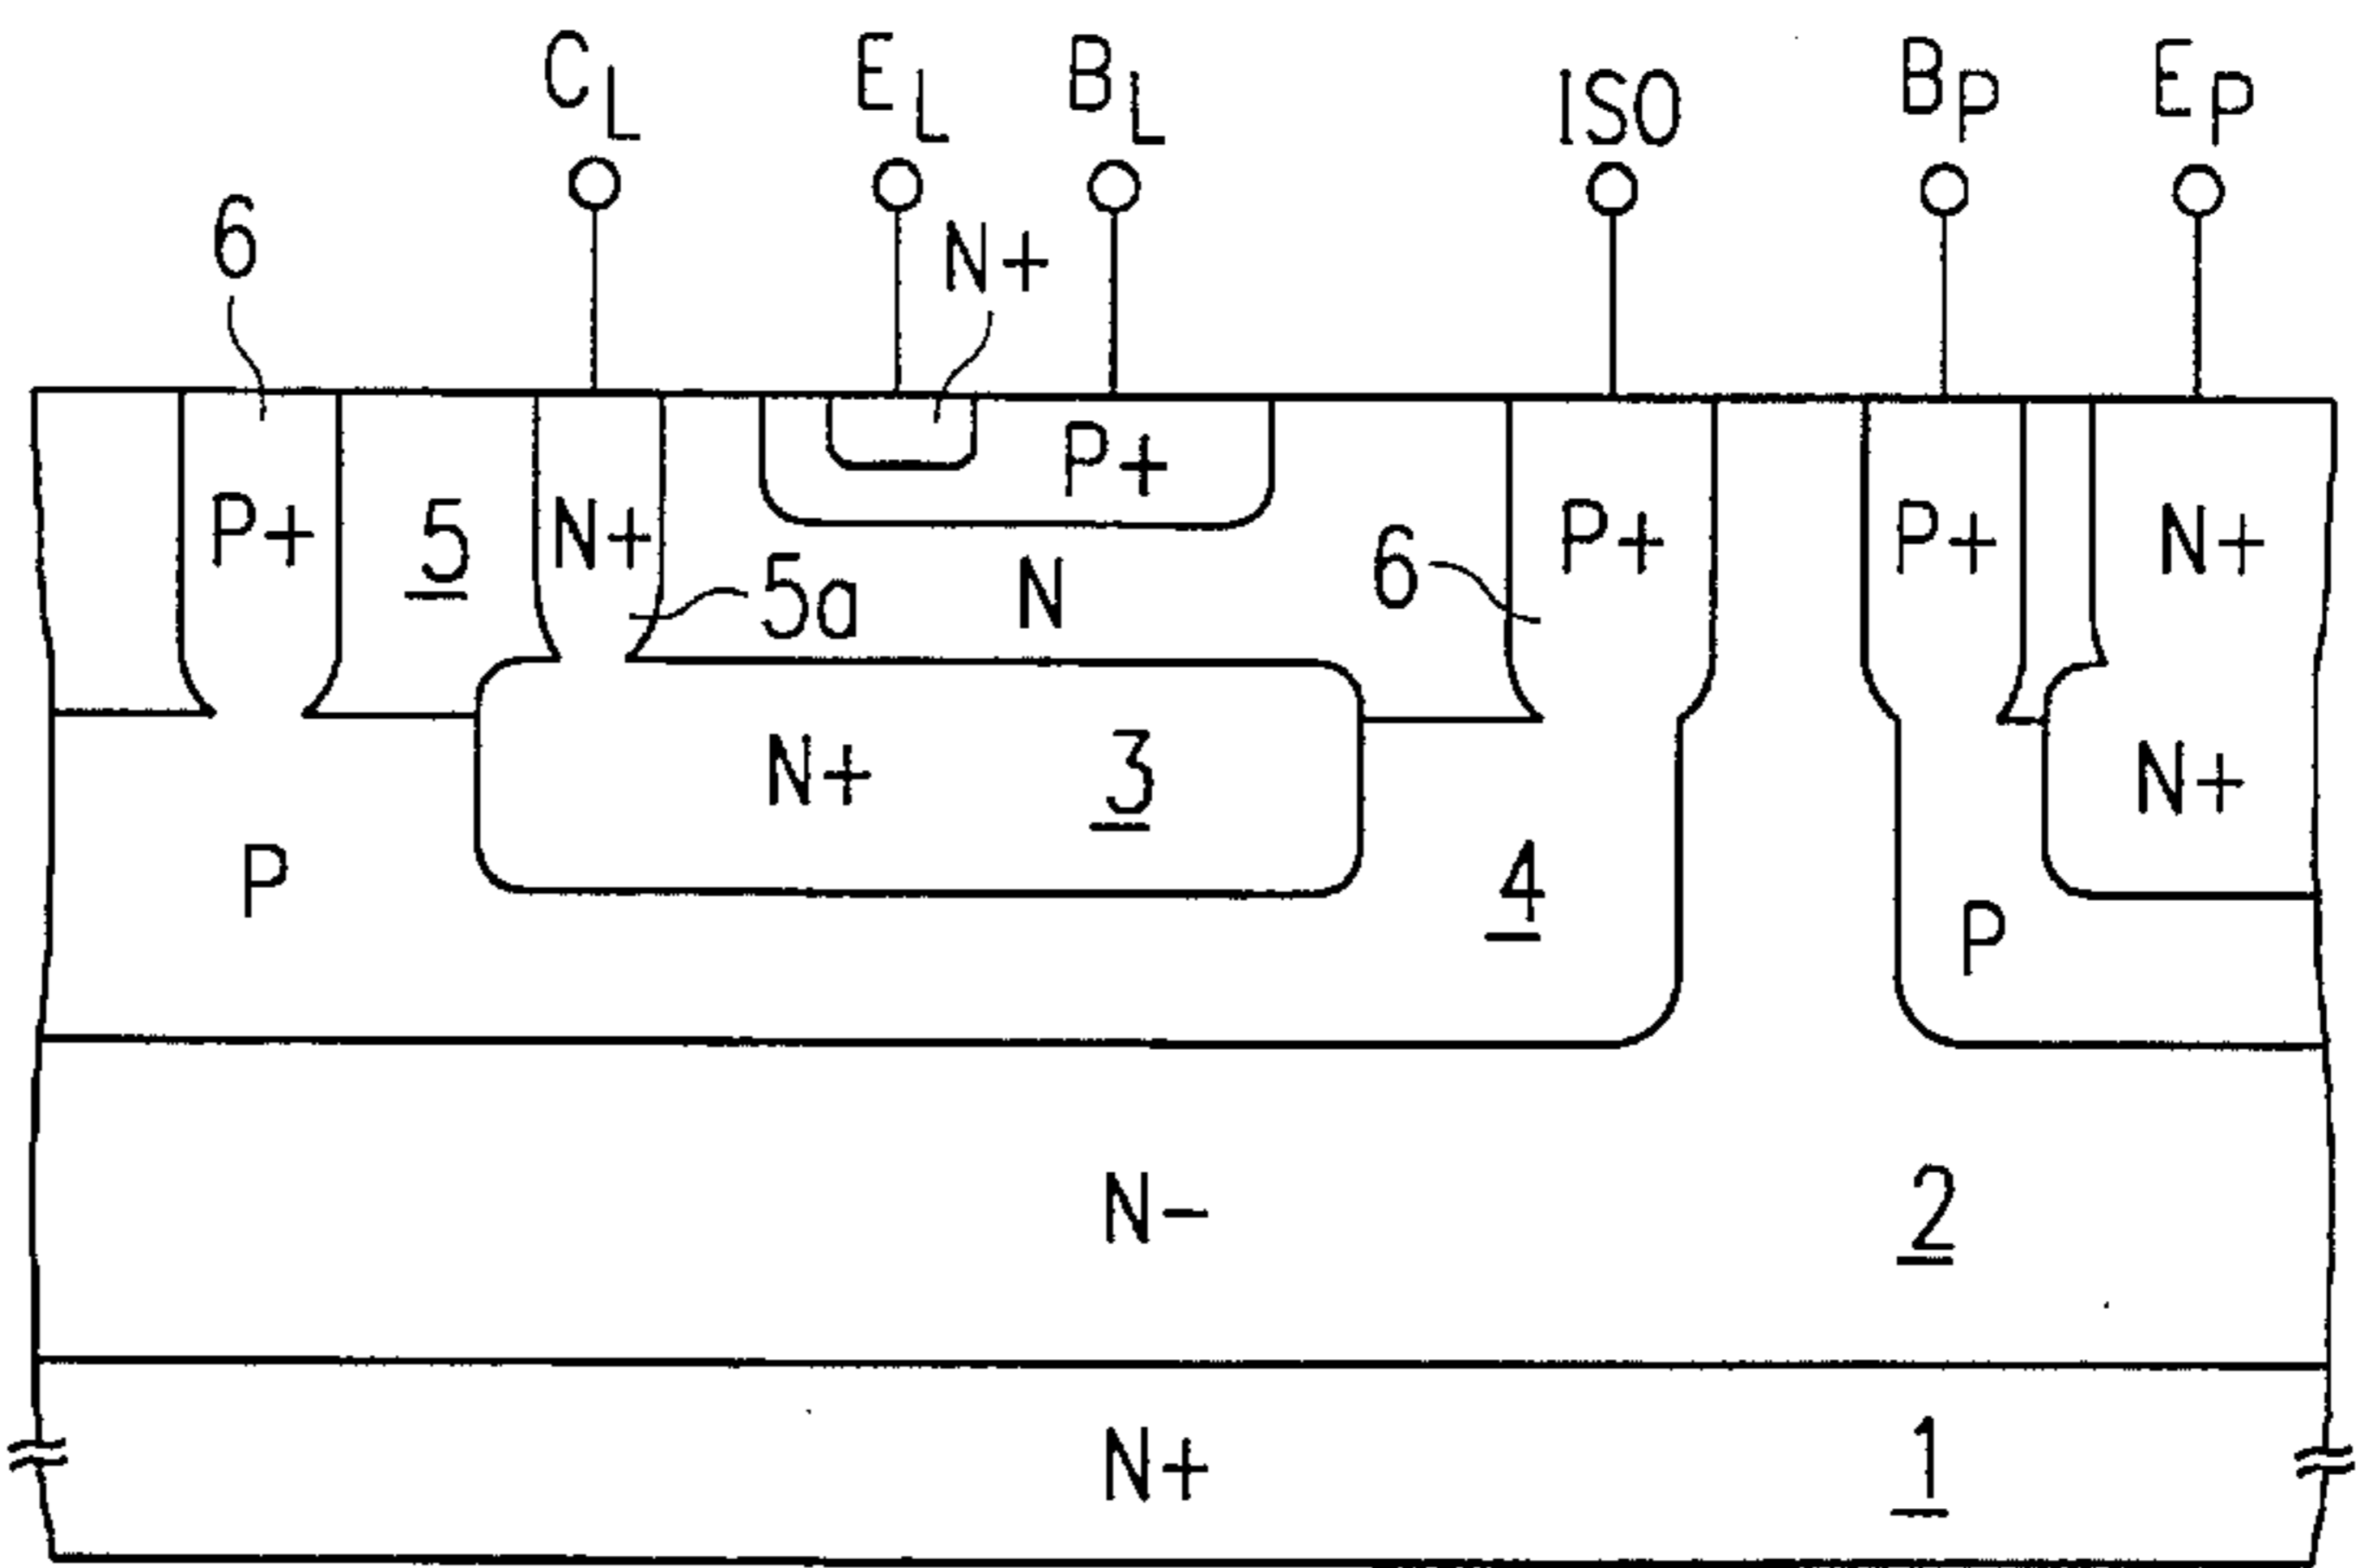 CL EL BL ISO BP EP
6 N+
P+
P+ 5 N+ 6 P+ P+ N+
5a N
N+ 3 N+
P 4 P
N- 2
N+ 1